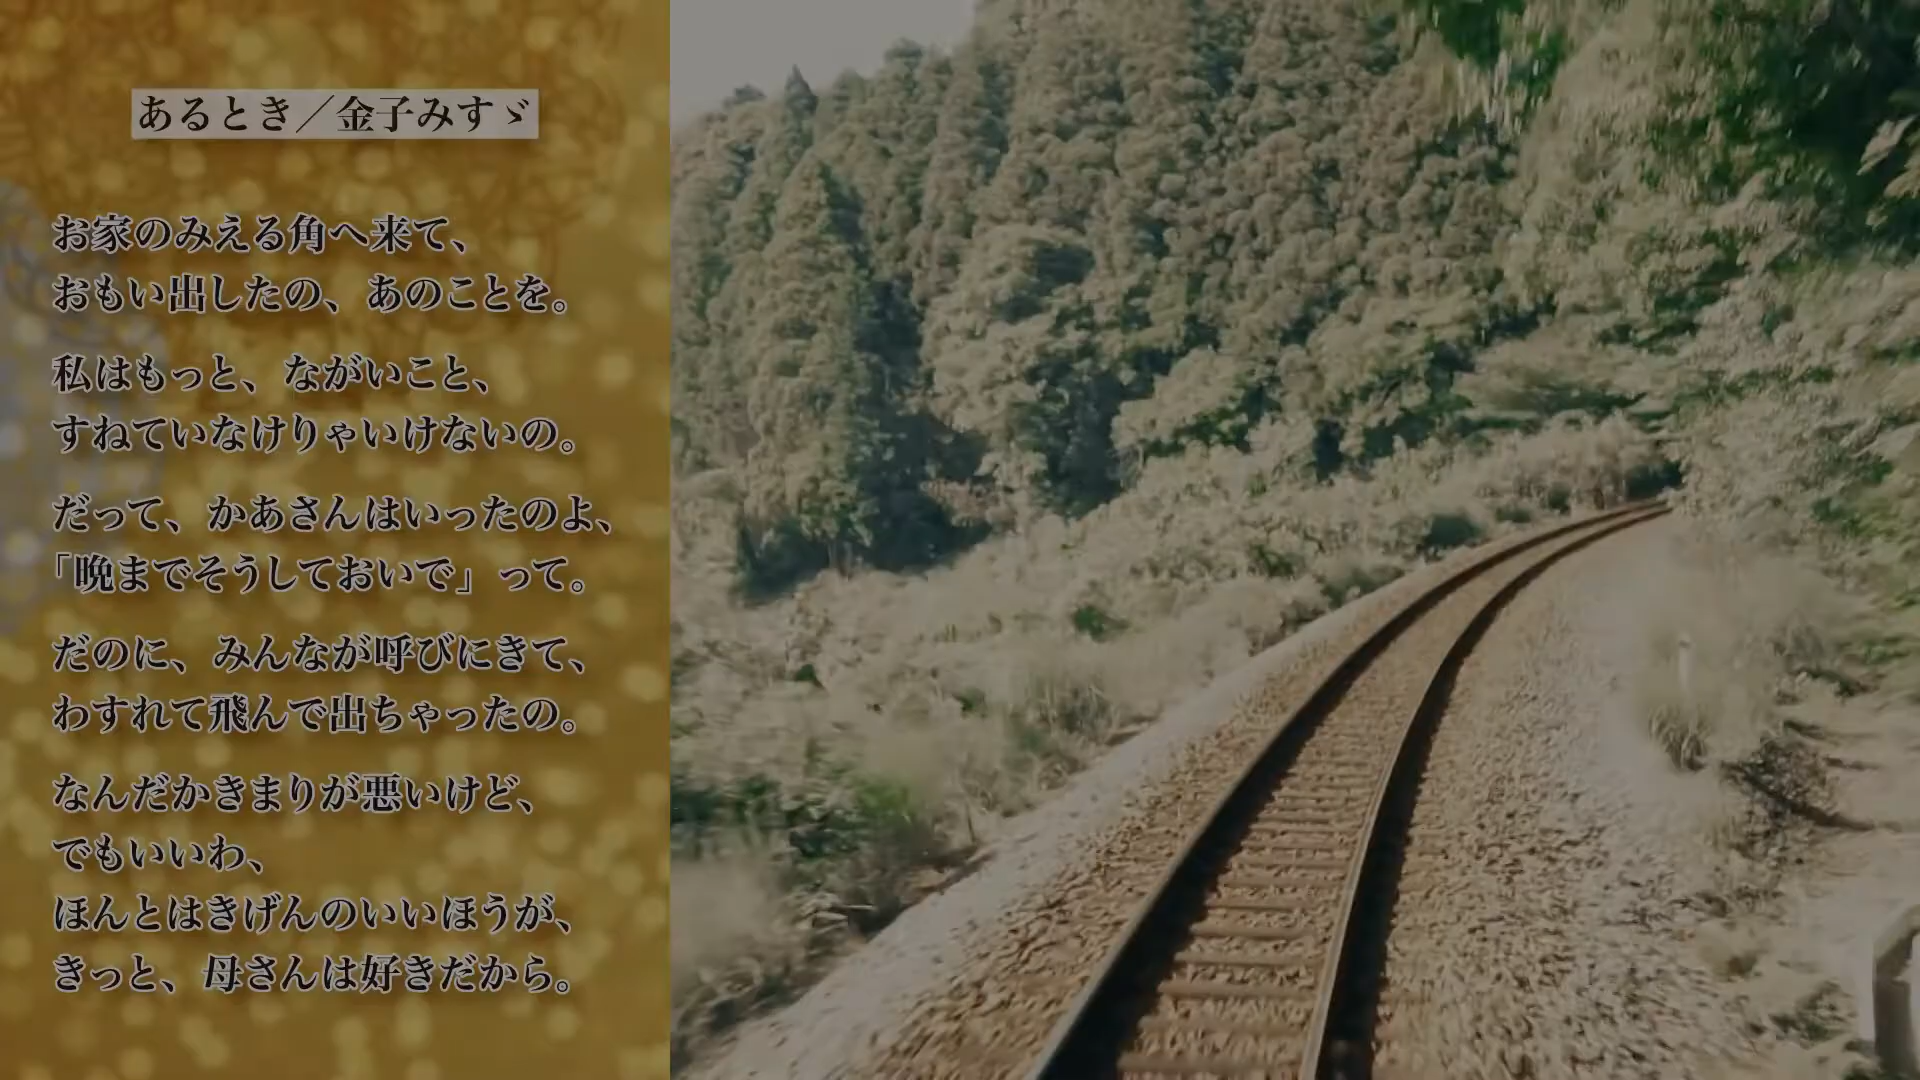 あるとき／金子みすゞ
お家のみえる角へ来て、
おもい出したの、あのことを。
私はもっと、ながいこと、
すねていなけりゃいけないの。
だって、かあさんはいったのよ、
「晩までそうしておいで」って。
だのに、みんなが呼びにきて、
わすれて飛んで出ちゃったの。
なんだかきまりが悪いけど、
でもいいわ、
ほんとはきげんのいいほうが、
きっと、母さんは好きだから。